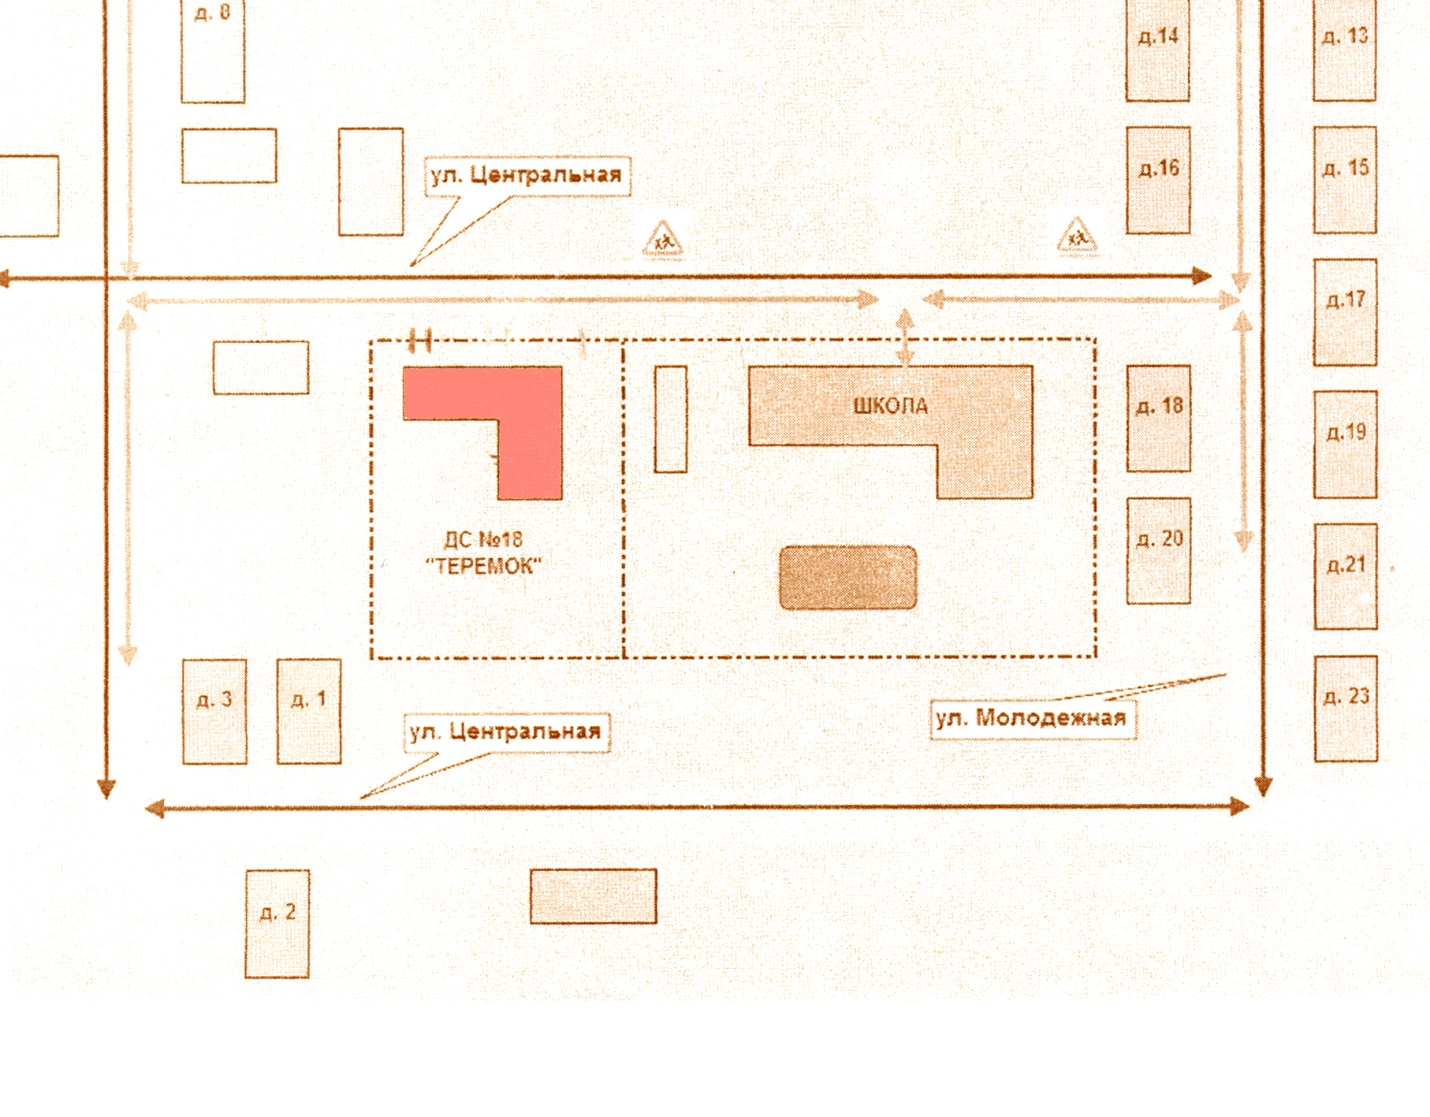 д. 8
д.14
д. 13
д.16
д. 15
ул. Центральная
д.17
ШКОЛА
д. 18
д.19
ДС №18
"ТЕРЕМОК"
д. 20
д.21
д. 3
д. 1
д. 23
ул. Центральная
ул. Молодежная
д. 2